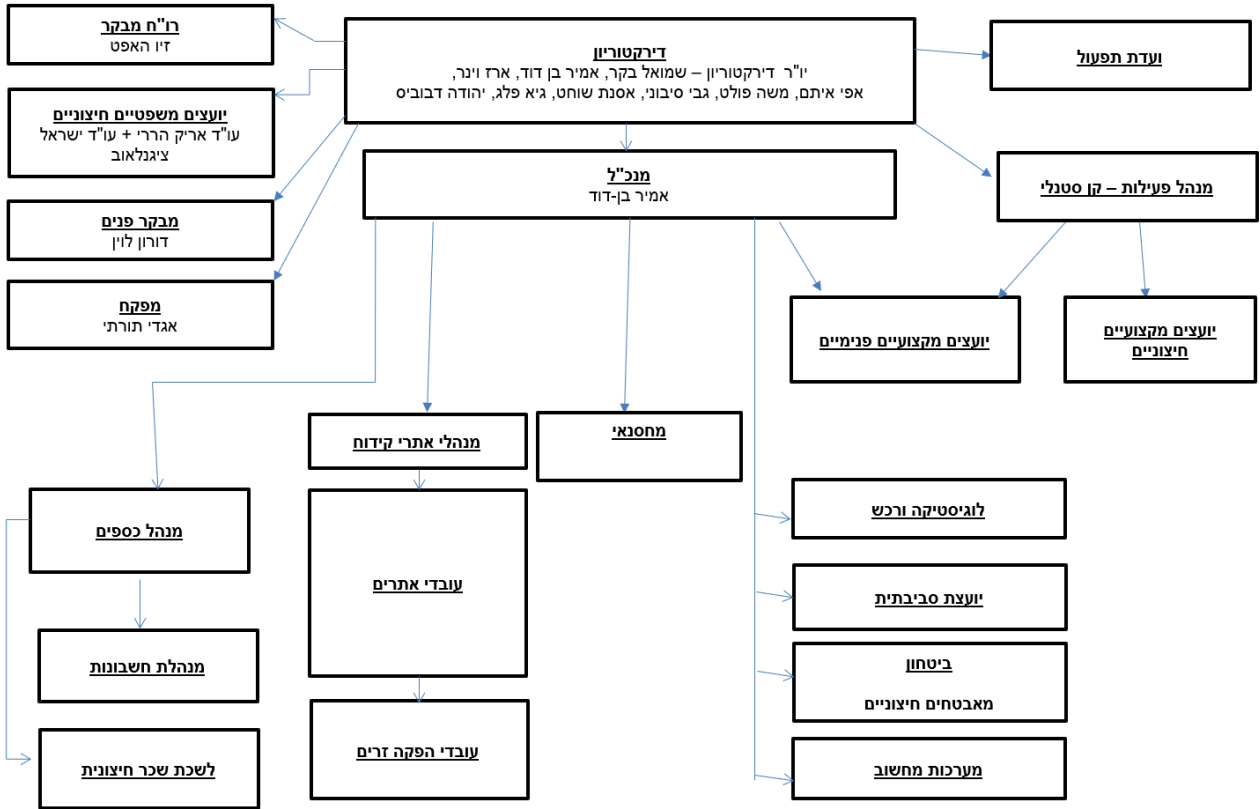 רו"ח מבקר
זיו האפט
דירקטוריון
יו"ר דירקטוריון – שמואל בקר, אמיר בן דוד, ארז וינר,
אפי איתם, משה פולט, גבי סיבוני, אסנת שוחט, גיא פלג, יהודה דבוביס
ועדת תפעול
יועצים משפטיים חיצוניים
עו"ד אריק הררי + עו"ד ישראל
ציגנלאוב
מנכ"ל
אמיר בן-דוד
מנהל פעילות – קן סטנלי
מבקר פנים
דורון לוין
מפקח
אגדי תורתי
יועצים מקצועיים פנימיים
יועצים מקצועיים
חיצוניים
מנהלי אתרי קידוח
מחסנאי
מנהל כספים
עובדי אתרים
לוגיסטיקה ורכש
יועצת סביבתית
מנהלת חשבונות
ביטחון
מאבטחים חיצוניים
לשכת שכר חיצונית
עובדי הפקה זרים
מערכות מחשוב